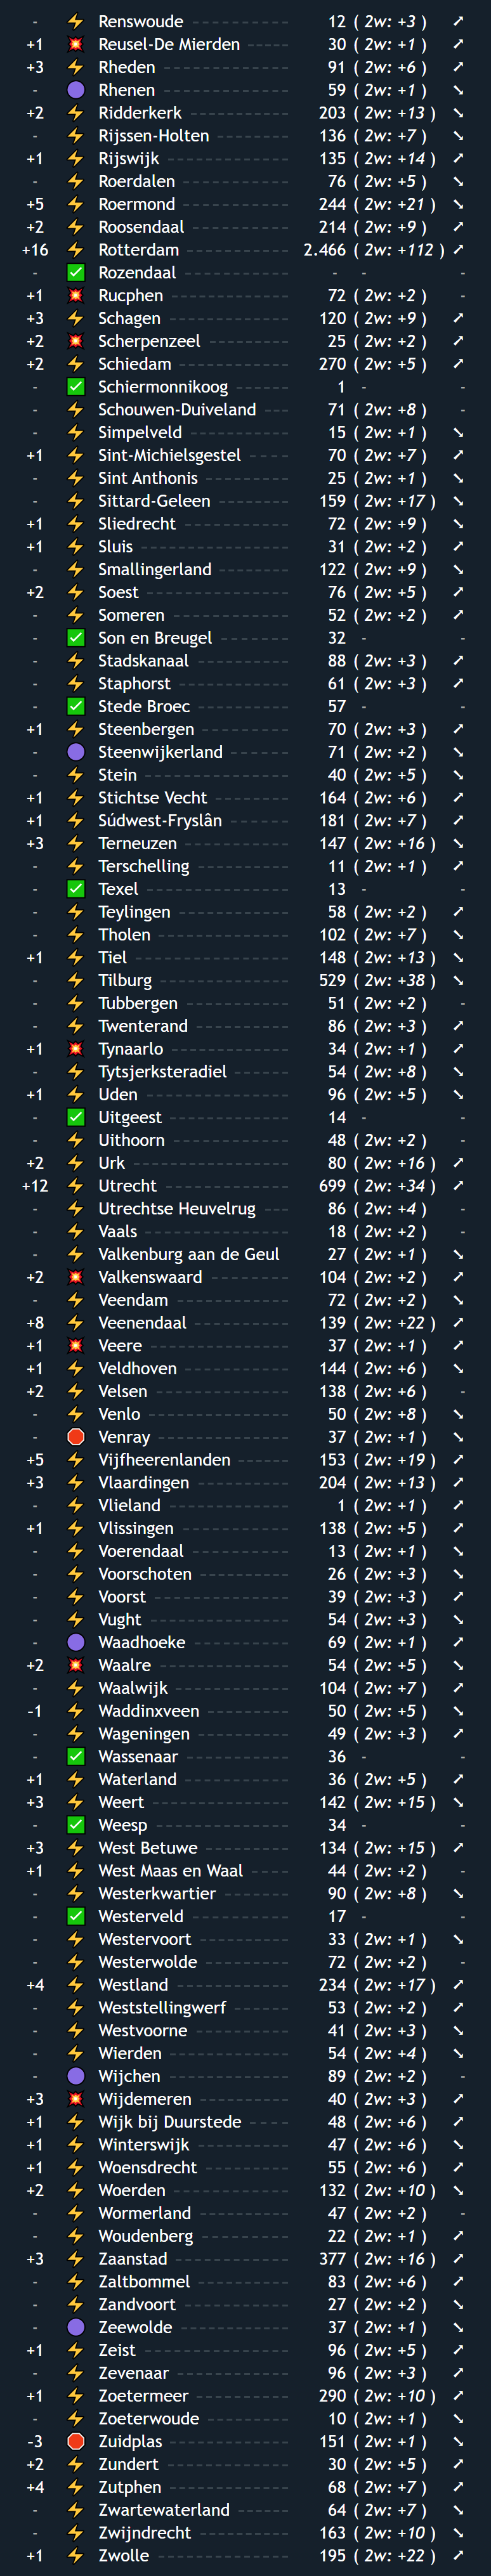 - ⚡ Renswoude ------------ 12 ( 2w: +3 ) ➚
+1 💥 Reusel-De Mierden ------ 30 ( 2w: +1 ) ➚
+3 ⚡ Rheden --------------- 91 ( 2w: +6 ) ➚
- 🟣 Rhenen --------------- 59 ( 2w: +1 ) ➘
+2 ⚡ Ridderkerk ------------ 203 ( 2w: +13 ) ➘
- ⚡ Rijssen-Holten --------- 136 ( 2w: +7 ) ➘
+1 ⚡ Rijswijk -------------- 135 ( 2w: +14 ) ➚
- ⚡ Roerdalen ------------- 76 ( 2w: +5 ) ➘
+5 ⚡ Roermond ------------ 244 ( 2w: +21 ) ➘
+2 ⚡ Roosendaal ----------- 214 ( 2w: +9 ) ➚
+16 ⚡ Rotterdam ------------ 2.466 ( 2w: +112 ) ➚
- ✅ Rozendaal ------------ - - -
+1 💥 Rucphen -------------- 72 ( 2w: +2 ) -
+3 ⚡ Schagen -------------- 120 ( 2w: +9 ) ➚
+2 💥 Scherpenzeel ---------- 25 ( 2w: +2 ) ➚
+2 ⚡ Schiedam ------------- 270 ( 2w: +5 ) ➚
- ✅ Schiermonnikoog ------- 1 - -
- ⚡ Schouwen-Duiveland --- 71 ( 2w: +8 ) -
- ⚡ Simpelveld ------------ 15 ( 2w: +1 ) ➘
+1 ⚡ Sint-Michielsgestel ---- 70 ( 2w: +7 ) ➚
- ⚡ Sint Anthonis ---------- 25 ( 2w: +1 ) ➘
- ⚡ Sittard-Geleen --------- 159 ( 2w: +17 ) ➘
+1 ⚡ Sliedrecht ------------ 72 ( 2w: +9 ) ➘
+1 ⚡ Sluis ----------------- 31 ( 2w: +2 ) ➚
- ⚡ Smallingerland --------- 122 ( 2w: +9 ) ➘
+2 ⚡ Soest ----------------- 76 ( 2w: +5 ) ➚
- ⚡ Someren -------------- 52 ( 2w: +2 ) ➚
- ✅ Son en Breugel --------- 32 - -
- ⚡ Stadskanaal ----------- 88 ( 2w: +3 ) ➚
- ⚡ Staphorst ------------- 61 ( 2w: +3 ) ➚
- ✅ Stede Broec ----------- 57 - -
+1 ⚡ Steenbergen ---------- 70 ( 2w: +3 ) ➚
- 🟣 Steenwijkerland ------- 71 ( 2w: +2 ) ➘
- ⚡ Stein ----------------- 40 ( 2w: +5 ) ➘
+1 ⚡ Stichtse Vecht --------- 164 ( 2w: +6 ) ➚
+1 ⚡ Súdwest-Fryslân ------- 181 ( 2w: +7 ) ➚
+3 ⚡ Terneuzen ------------ 147 ( 2w: +16 ) ➘
- ⚡ Terschelling ----------- 11 ( 2w: +1 ) ➚
- ✅ Texel ----------------- 13 - -
- ⚡ Teylingen ------------- 58 ( 2w: +2 ) ➚
- ⚡ Tholen --------------- 102 ( 2w: +7 ) ➘
+1 ⚡ Tiel ------------------ 148 ( 2w: +13 ) ➘
- ⚡ Tilburg --------------- 529 ( 2w: +38 ) ➘
- ⚡ Tubbergen ------------ 51 ( 2w: +2 ) -
- ⚡ Twenterand ----------- 86 ( 2w: +3 ) ➚
+1 💥 Tynaarlo -------------- 34 ( 2w: +1 ) ➚
- ⚡ Tytsjerksteradiel ------ 54 ( 2w: +8 ) ➘
+1 ⚡ Uden ----------------- 96 ( 2w: +5 ) ➘
- ✅ Uitgeest -------------- 14 - -
- ⚡ Uithoorn -------------- 48 ( 2w: +2 ) -
+2 ⚡ Urk ------------------ 80 ( 2w: +16 ) ➚
+12 ⚡ Utrecht --------------- 699 ( 2w: +34 ) ➚
- ⚡ Utrechtse Heuvelrug --- 86 ( 2w: +4 ) -
- ⚡ Vaals ----------------- 18 ( 2w: +2 ) -
- ⚡ Valkenburg aan de Geul 27 ( 2w: +1 ) ➘
+2 💥 Valkenswaard ---------- 104 ( 2w: +2 ) ➚
- ⚡ Veendam -------------- 72 ( 2w: +2 ) ➘
+8 ⚡ Veenendaal ----------- 139 ( 2w: +22 ) ➚
+1 💥 Veere ---------------- 37 ( 2w: +1 ) ➚
+1 ⚡ Veldhoven ------------ 144 ( 2w: +6 ) ➘
+2 ⚡ Velsen ---------------- 138 ( 2w: +6 ) -
- ⚡ Venlo ---------------- 50 ( 2w: +8 ) ➘
- 🛑 Venray --------------- 37 ( 2w: +1 ) ➘
+5 ⚡ Vijfheerenlanden ------ 153 ( 2w: +19 ) ➚
+3 ⚡ Vlaardingen ----------- 204 ( 2w: +13 ) ➚
- ⚡ Vlieland -------------- 1 ( 2w: +1 ) ➚
+1 ⚡ Vlissingen ------------ 138 ( 2w: +5 ) ➚
- ⚡ Voerendaal ----------- 13 ( 2w: +1 ) ➘
- ⚡ Voorschoten ---------- 26 ( 2w: +3 ) ➘
- ⚡ Voorst ---------------- 39 ( 2w: +3 ) ➚
- ⚡ Vught ---------------- 54 ( 2w: +3 ) ➘
- 🟣 Waadhoeke ----------- 69 ( 2w: +1 ) ➚
+2 💥 Waalre --------------- 54 ( 2w: +5 ) ➘
- ⚡ Waalwijk ------------- 104 ( 2w: +7 ) ➚
-1 ⚡ Waddinxveen --------- 50 ( 2w: +5 ) ➘
- ⚡ Wageningen ---------- 49 ( 2w: +3 ) ➚
- ✅ Wassenaar ------------ 36 - -
+1 ⚡ Waterland ------------ 36 ( 2w: +5 ) ➚
+3 ⚡ Weert ---------------- 142 ( 2w: +15 ) ➘
- ✅ Weesp ---------------- 34 - -
+3 ⚡ West Betuwe ---------- 134 ( 2w: +15 ) ➚
+1 ⚡ West Maas en Waal ---- 44 ( 2w: +2 ) -
- ⚡ Westerkwartier -------- 90 ( 2w: +8 ) ➘
- ✅ Westerveld ------------ 17 - -
- ⚡ Westervoort ----------- 33 ( 2w: +1 ) ➘
- ⚡ Westerwolde ---------- 72 ( 2w: +2 ) -
+4 ⚡ Westland ------------- 234 ( 2w: +17 ) ➚
- ⚡ Weststellingwerf ------- 53 ( 2w: +2 ) ➚
- ⚡ Westvoorne ----------- 41 ( 2w: +3 ) ➘
- ⚡ Wierden -------------- 54 ( 2w: +4 ) ➘
- 🟣 Wijchen -------------- 89 ( 2w: +2 ) -
+3 💥 Wijdemeren ----------- 40 ( 2w: +3 ) ➚
+1 ⚡ Wijk bij Duurstede ----- 48 ( 2w: +6 ) ➚
+1 ⚡ Winterswijk ----------- 47 ( 2w: +6 ) ➘
+1 ⚡ Woensdrecht ---------- 55 ( 2w: +6 ) ➚
+2 ⚡ Woerden -------------- 132 ( 2w: +10 ) ➘
- ⚡ Wormerland ----------- 47 ( 2w: +2 ) -
- ⚡ Woudenberg ---------- 22 ( 2w: +1 ) ➚
+3 ⚡ Zaanstad ------------- 377 ( 2w: +16 ) ➚
- ⚡ Zaltbommel ----------- 83 ( 2w: +6 ) ➚
- ⚡ Zandvoort ------------ 27 ( 2w: +2 ) ➘
- 🟣 Zeewolde ------------- 37 ( 2w: +1 ) ➘
+1 ⚡ Zeist ----------------- 96 ( 2w: +5 ) ➚
- ⚡ Zevenaar ------------- 96 ( 2w: +3 ) ➚
+1 ⚡ Zoetermeer ----------- 290 ( 2w: +10 ) ➚
- ⚡ Zoeterwoude ---------- 10 ( 2w: +1 ) ➘
-3 🛑 Zuidplas -------------- 151 ( 2w: +1 ) ➘
+2 ⚡ Zundert -------------- 30 ( 2w: +5 ) ➚
+4 ⚡ Zutphen -------------- 68 ( 2w: +7 ) ➚
- ⚡ Zwartewaterland ------- 64 ( 2w: +7 ) ➘
- ⚡ Zwijndrecht ----------- 163 ( 2w: +10 ) ➘
+1 ⚡ Zwolle --------------- 195 ( 2w: +22 ) ➚